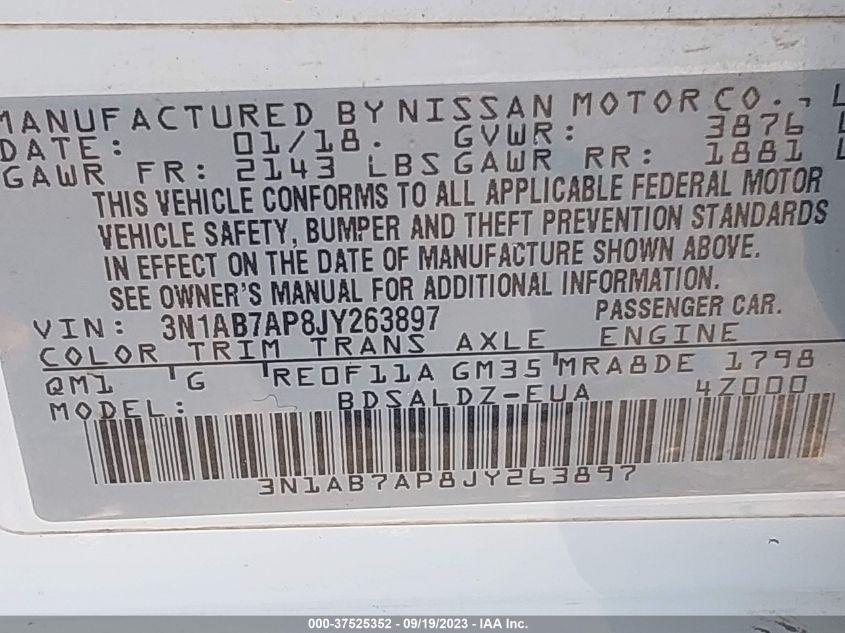 MANUFACTURED BY NISSAN MOTOR CO., L
DATE: 01/18. GVWR: 3876 L
GAWR FR: 2143 LBS GAWR RR: 1881 L
THIS VEHICLE CONFORMS TO ALL APPLICABLE FEDERAL MOTOR
VEHICLE SAFETY, BUMPER AND THEFT PREVENTION STANDARDS
IN EFFECT ON THE DATE OF MANUFACTURE SHOWN ABOVE.
SEE OWNER'S MANUAL FOR ADDITIONAL INFORMATION.
VIN: 3N1AB7AP8JY263897 PASSENGER CAR.
COLOR TRIM TRANS AXLE ENGINE
QM1 G RE0F11A GM35 MRA8DE 1798
MODEL: BDSALDZ-EUA 4Z000
3N1AB7AP8JY263897
000-37525352 - 09/19/2023 - IAA Inc.